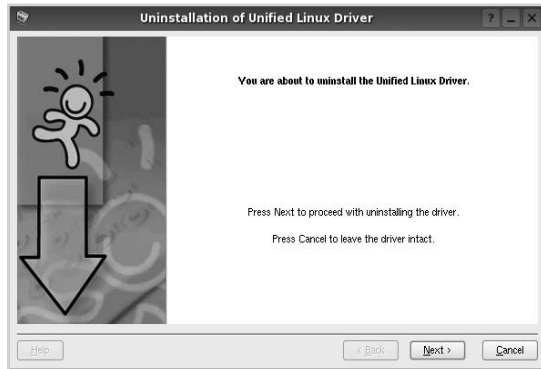 Uninstallation of Unified Linux Driver
You are about to uninstall the Unified Linux Driver.
Press Next to proceed with uninstalling the driver.
Press Cancel to leave the driver intact.
Help
< Back
Next >
Cancel